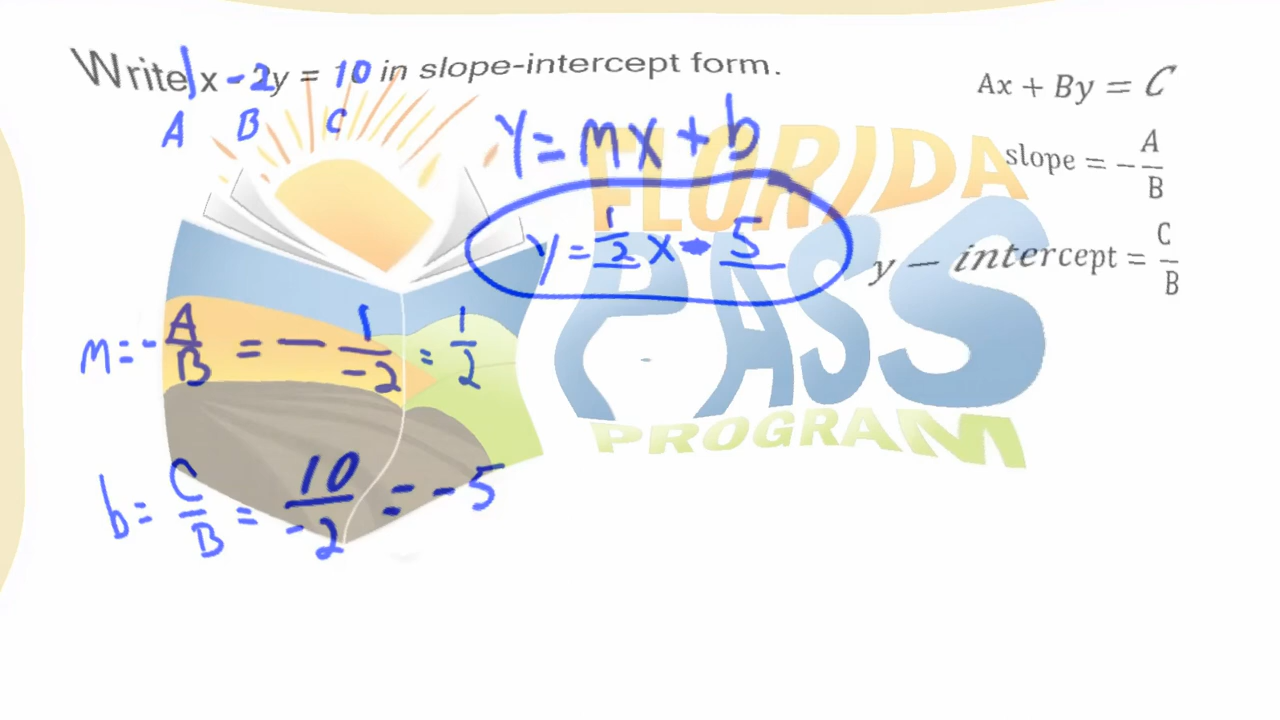 Write 1x - 2y = 10 in slope-intercept form.
A B C
Ax + By = C
y = mx + b
slope = - A/B
y = 1/2 x - 5
y - intercept = C/B
m = - A/B = - 1/-2 = 1/2
b = C/B = 10/-2 = -5
FLORIDA
PASS
PROGRAM